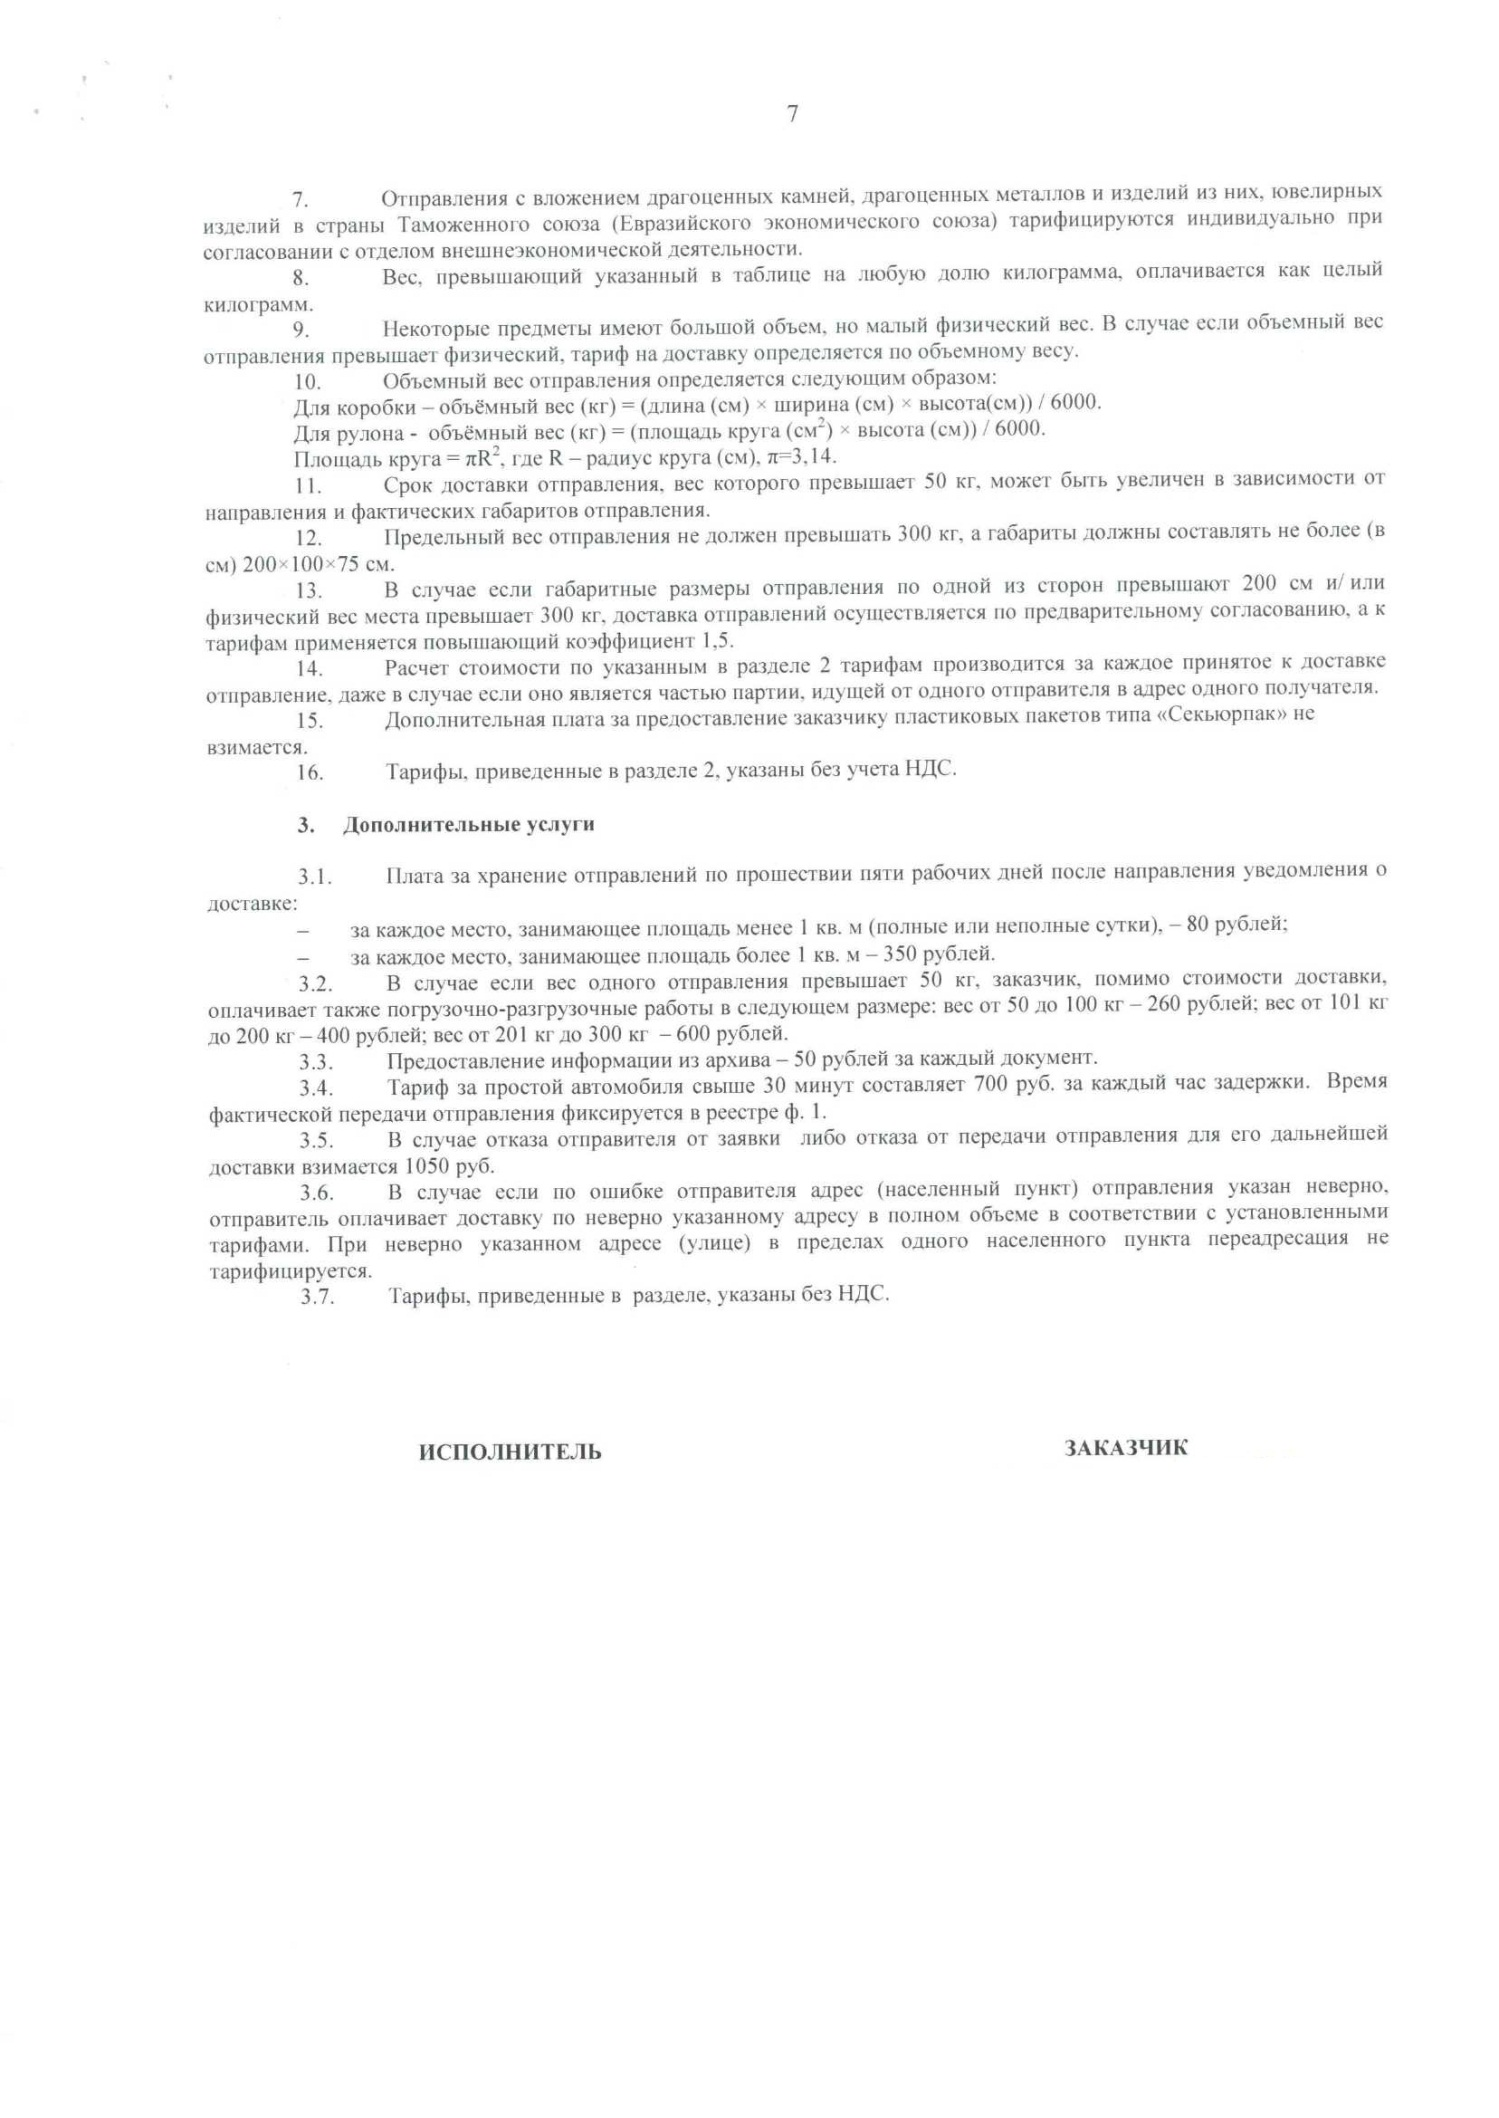 7
7. Отправления с вложением драгоценных камней, драгоценных металлов и изделий из них, ювелирных
изделий в страны Таможенного союза (Евразийского экономического союза) тарифицируются индивидуально при
согласовании с отделом внешнеэкономической деятельности.
8. Вес, превышающий указанный в таблице на любую долю килограмма, оплачивается как целый
килограмм.
9. Некоторые предметы имеют большой объем, но малый физический вес. В случае если объемный вес
отправления превышает физический, тариф на доставку определяется по объемному весу.
10. Объемный вес отправления определяется следующим образом:
Для коробки – объёмный вес (кг) = (длина (см) × ширина (см) × высота(см)) / 6000.
Для рулона - объёмный вес (кг) = (площадь круга (см²) × высота (см)) / 6000.
Площадь круга = πR², где R – радиус круга (см), π=3,14.
11. Срок доставки отправления, вес которого превышает 50 кг, может быть увеличен в зависимости от
направления и фактических габаритов отправления.
12. Предельный вес отправления не должен превышать 300 кг, а габариты должны составлять не более (в
см) 200×100×75 см.
13. В случае если габаритные размеры отправления по одной из сторон превышают 200 см и/ или
физический вес места превышает 300 кг, доставка отправлений осуществляется по предварительному согласованию, а к
тарифам применяется повышающий коэффициент 1,5.
14. Расчет стоимости по указанным в разделе 2 тарифам производится за каждое принятое к доставке
отправление, даже в случае если оно является частью партии, идущей от одного отправителя в адрес одного получателя.
15. Дополнительная плата за предоставление заказчику пластиковых пакетов типа «Секьюрпак» не
взимается.
16. Тарифы, приведенные в разделе 2, указаны без учета НДС.
3. Дополнительные услуги
3.1. Плата за хранение отправлений по прошествии пяти рабочих дней после направления уведомления о
доставке:
– за каждое место, занимающее площадь менее 1 кв. м (полные или неполные сутки), – 80 рублей;
– за каждое место, занимающее площадь более 1 кв. м – 350 рублей.
3.2. В случае если вес одного отправления превышает 50 кг, заказчик, помимо стоимости доставки,
оплачивает также погрузочно-разгрузочные работы в следующем размере: вес от 50 до 100 кг – 260 рублей; вес от 101 кг
до 200 кг – 400 рублей; вес от 201 кг до 300 кг – 600 рублей.
3.3. Предоставление информации из архива – 50 рублей за каждый документ.
3.4. Тариф за простой автомобиля свыше 30 минут составляет 700 руб. за каждый час задержки. Время
фактической передачи отправления фиксируется в реестре ф. 1.
3.5. В случае отказа отправителя от заявки либо отказа от передачи отправления для его дальнейшей
доставки взимается 1050 руб.
3.6. В случае если по ошибке отправителя адрес (населенный пункт) отправления указан неверно,
отправитель оплачивает доставку по неверно указанному адресу в полном объеме в соответствии с установленными
тарифами. При неверно указанном адресе (улице) в пределах одного населенного пункта переадресация не
тарифицируется.
3.7. Тарифы, приведенные в разделе, указаны без НДС.
ИСПОЛНИТЕЛЬ ЗАКАЗЧИК